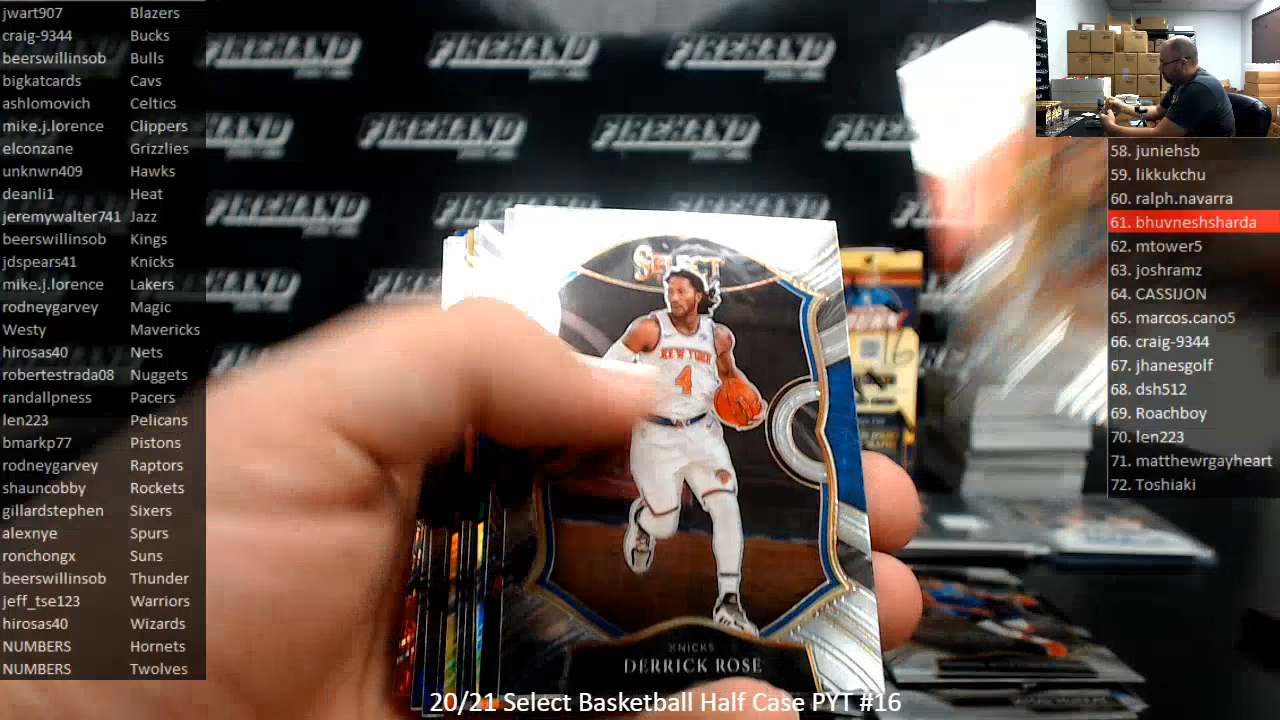 jwart907 Blazers
craig-9344 Bucks
beerswillinsob Bulls
bigkatcards Cavs
ashlomovich Celtics
mike.j.lorence Clippers
elconzane Grizzlies
unknwn409 Hawks
deanli1 Heat
jeremywalter741 Jazz
beerswillinsob Kings
jdspears41 Knicks
mike.j.lorence Lakers
rodneygarvey Magic
Westy Mavericks
hirosas40 Nets
robertestrada08 Nuggets
randallpness Pacers
len223 Pelicans
bmarkp77 Pistons
rodneygarvey Raptors
shauncobby Rockets
gillardstephen Sixers
alexnye Spurs
ronchongx Suns
beerswillinsob Thunder
jeff_tse123 Warriors
hirosas40 Wizards
NUMBERS Hornets
NUMBERS Twolves
FIREHAND FIREHAND FIREHAND
FIREHAND FIREHAND
FIREHAND
SELECT
NEW YORK
4
KNICKS
DERRICK ROSE
58. juniehsb
59. likkukchu
60. ralph.navarra
61. bhuvneshsharda
62. mtower5
63. joshramz
64. CASSIJON
65. marcos.cano5
66. craig-9344
67. jhanesgolf
68. dsh512
69. Roachboy
70. len223
71. matthewrgayheart
72. Toshiaki
20/21 Select Basketball Half Case PYT #16